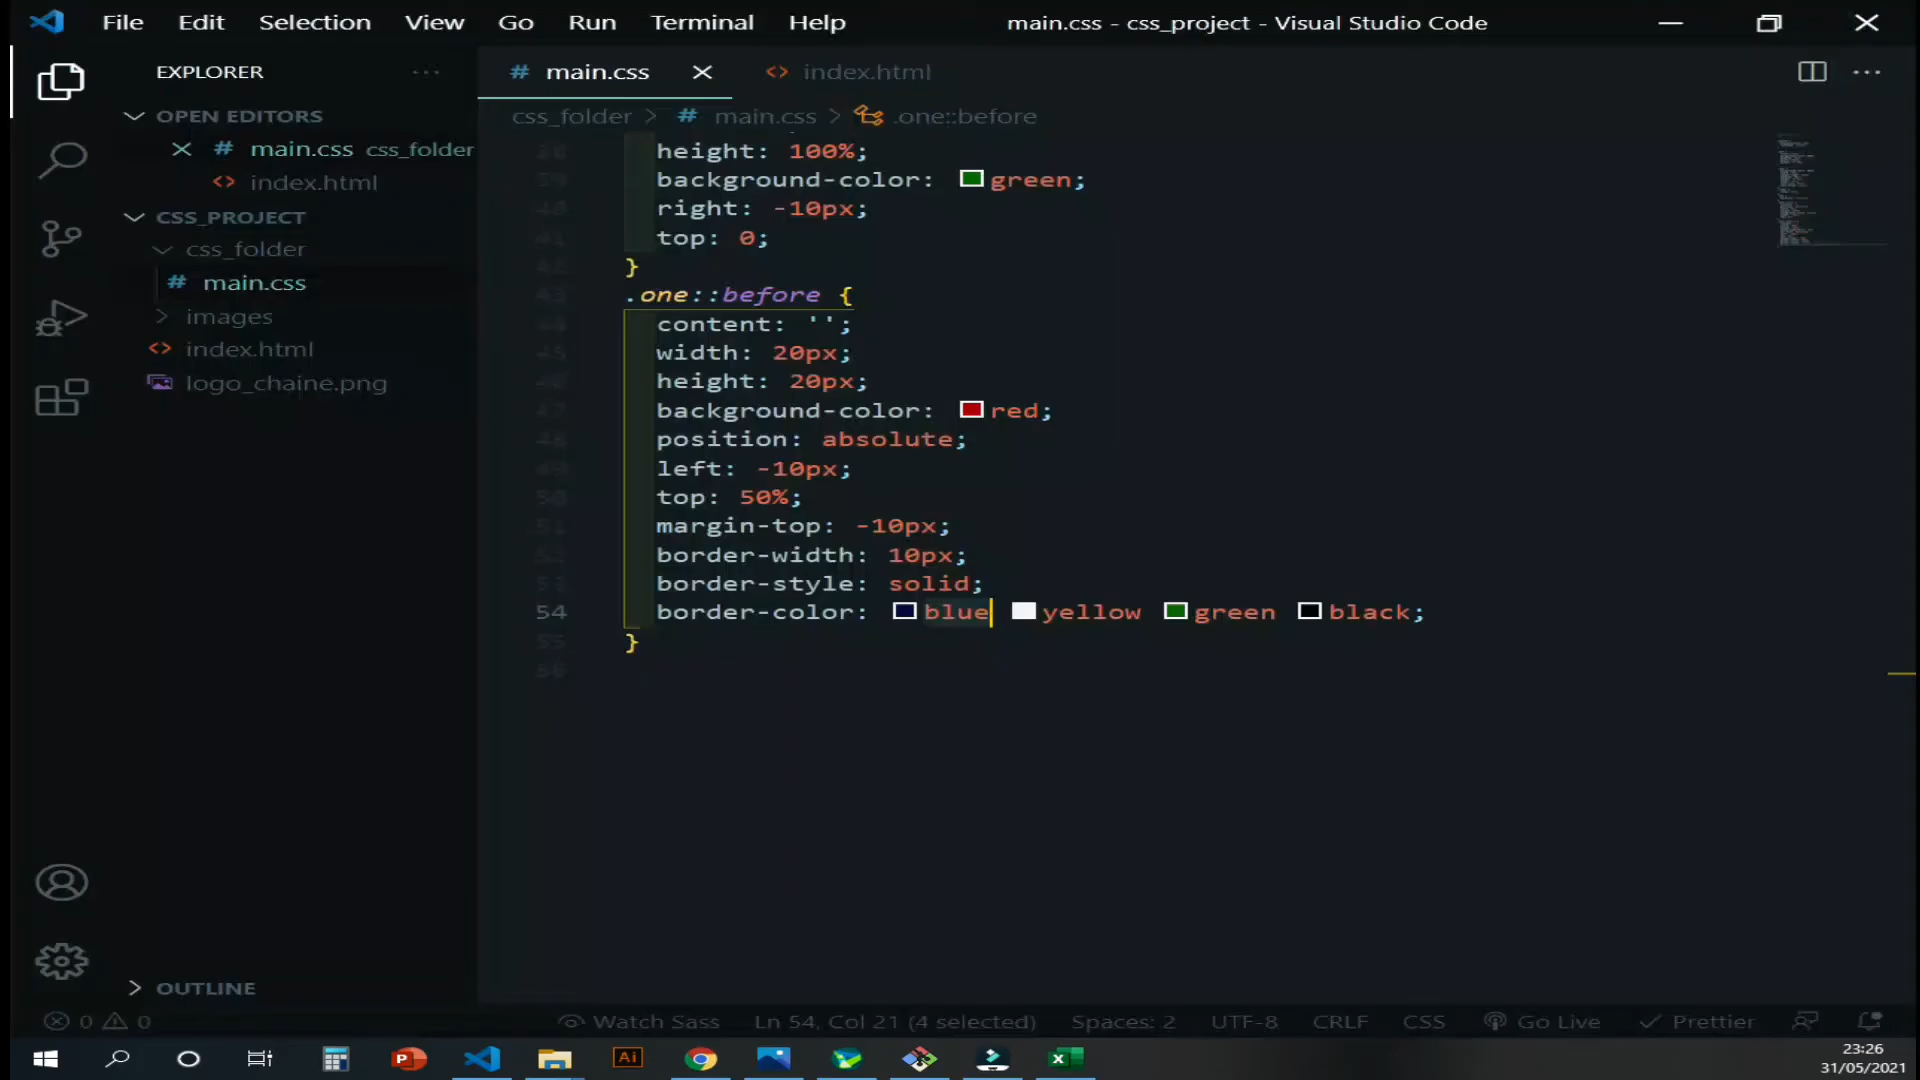 File Edit Selection View Go Run Terminal Help
main.css - css_project - Visual Studio Code
EXPLORER
OPEN EDITORS
# main.css css_folder
<> index.html
CSS_PROJECT
css_folder
# main.css
images
<> index.html
logo_chaine.png
OUTLINE
# main.css
<> index.html
css_folder > # main.css > .one::before
height: 100%;
background-color: green;
right: -10px;
top: 0;
}
.one::before {
content: '';
width: 20px;
height: 20px;
background-color: red;
position: absolute;
left: -10px;
top: 50%;
margin-top: -10px;
border-width: 10px;
border-style: solid;
54 border-color: blue yellow green black;
}
0 0
Watch Sass Ln 54, Col 21 (4 selected) Spaces: 2 UTF-8 CRLF CSS Go Live Prettier
Ai
23:26
31/05/2021